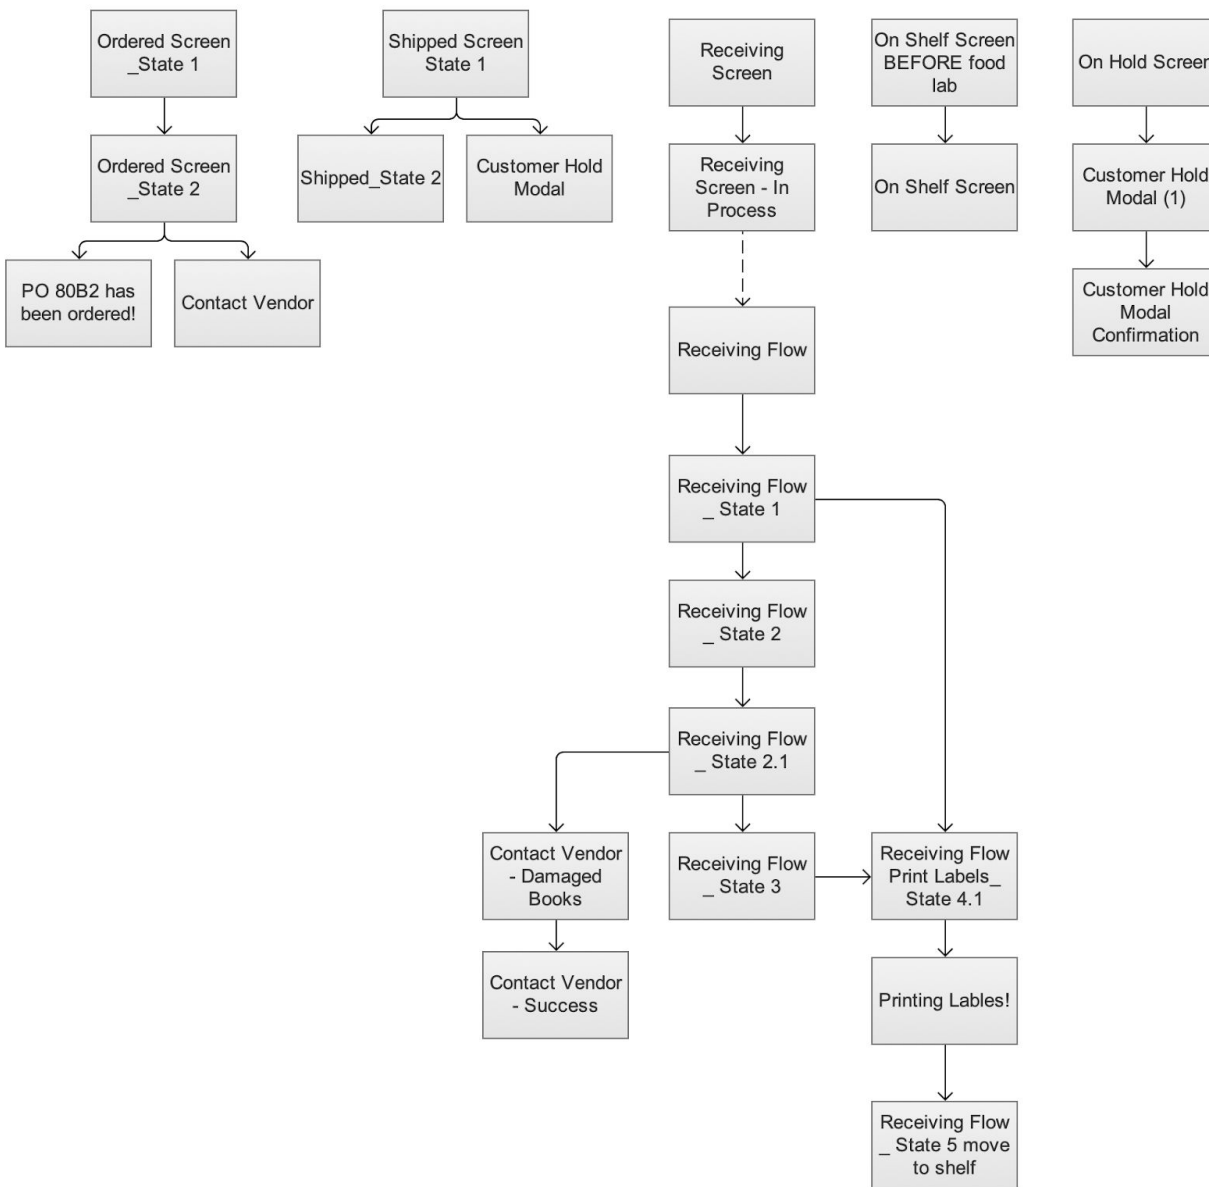 Ordered Screen
_State 1
Shipped Screen
State 1
Receiving
Screen
On Shelf Screen
BEFORE food
lab
On Hold Screen
Ordered Screen
_State 2
Shipped_State 2
Customer Hold
Modal
Receiving
Screen - In
Process
On Shelf Screen
Customer Hold
Modal (1)
PO 80B2 has
been ordered!
Contact Vendor
Customer Hold
Modal
Confirmation
Receiving Flow
Receiving Flow
_ State 1
Receiving Flow
_ State 2
Receiving Flow
_ State 2.1
Contact Vendor
- Damaged
Books
Receiving Flow
_ State 3
Receiving Flow
Print Labels_
State 4.1
Contact Vendor
- Success
Printing Lables!
Receiving Flow
_ State 5 move
to shelf